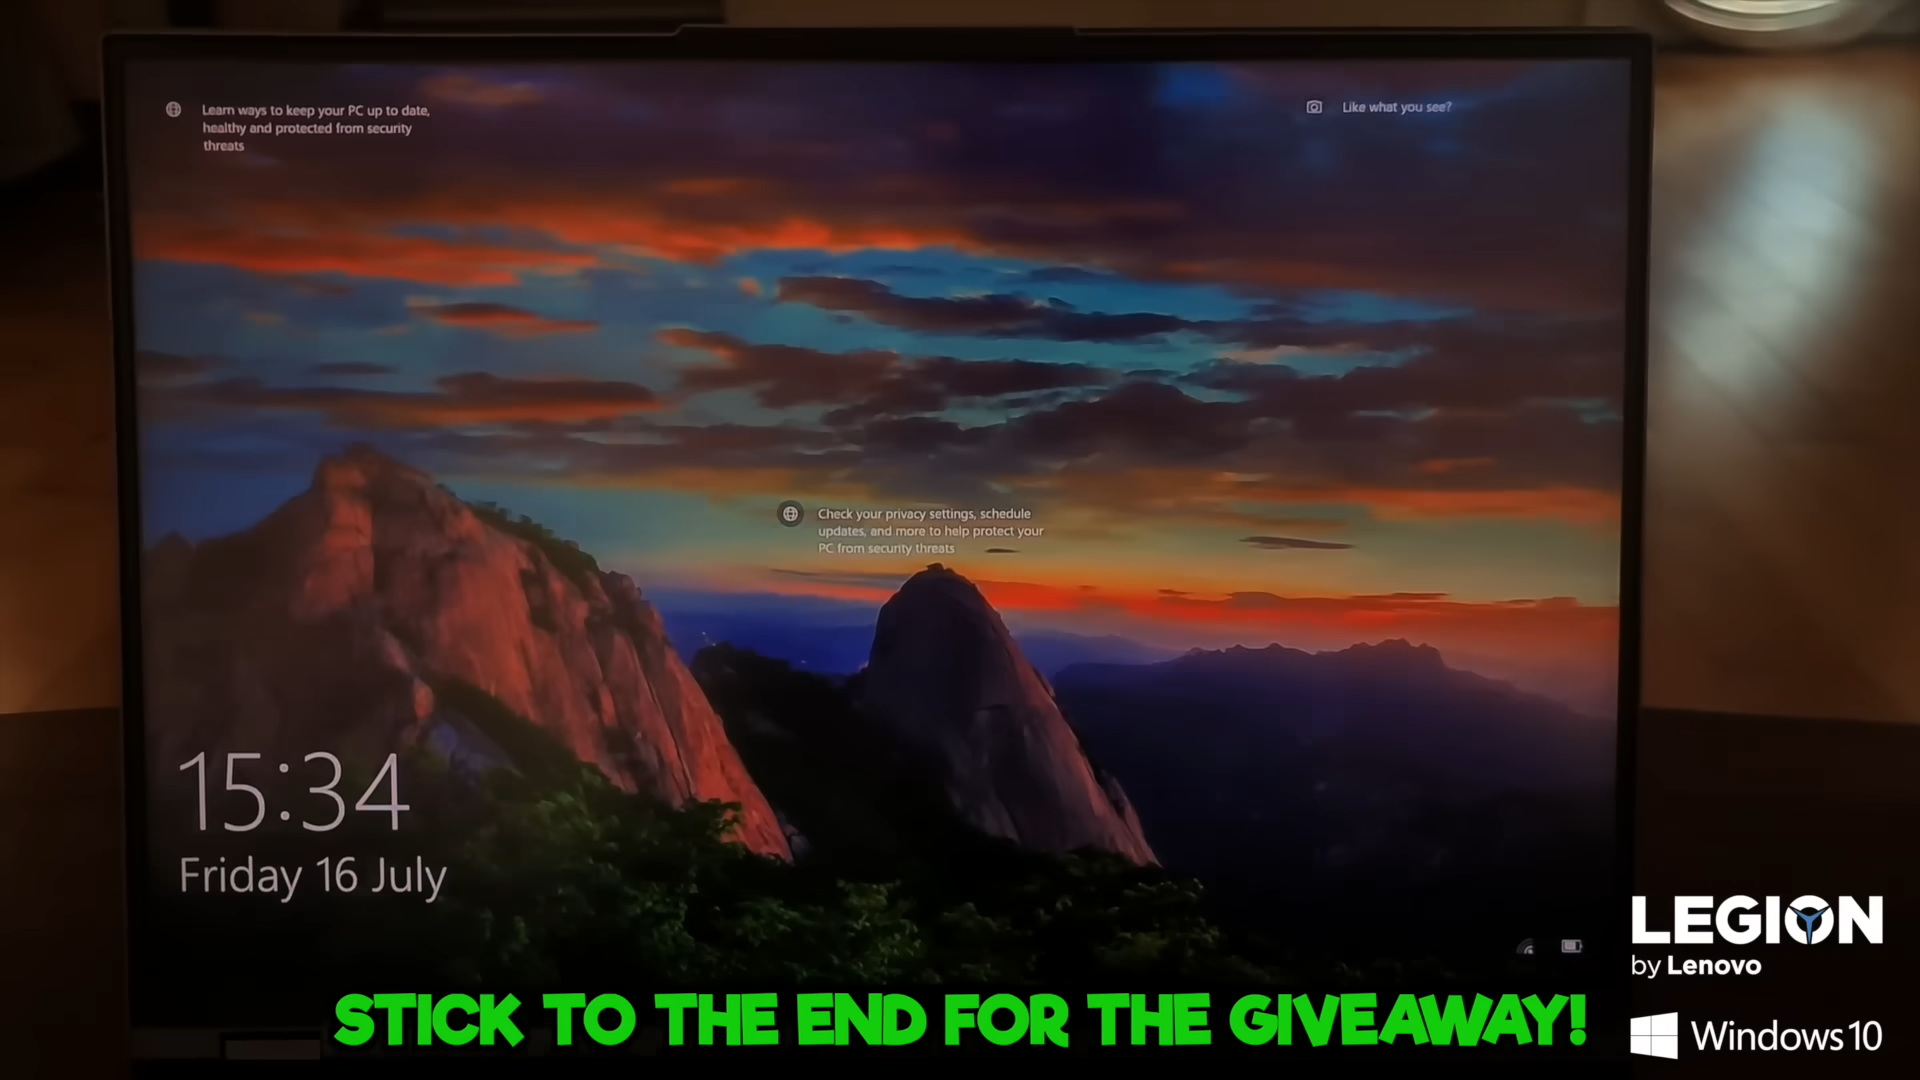 Learn ways to keep your PC up to date,
healthy and protected from security
threats
Like what you see?
Check your privacy settings, schedule
updates, and more to help protect your
PC from security threats
15:34
Friday 16 July
LEGION
by Lenovo
STICK TO THE END FOR THE GIVEAWAY!
Windows 10